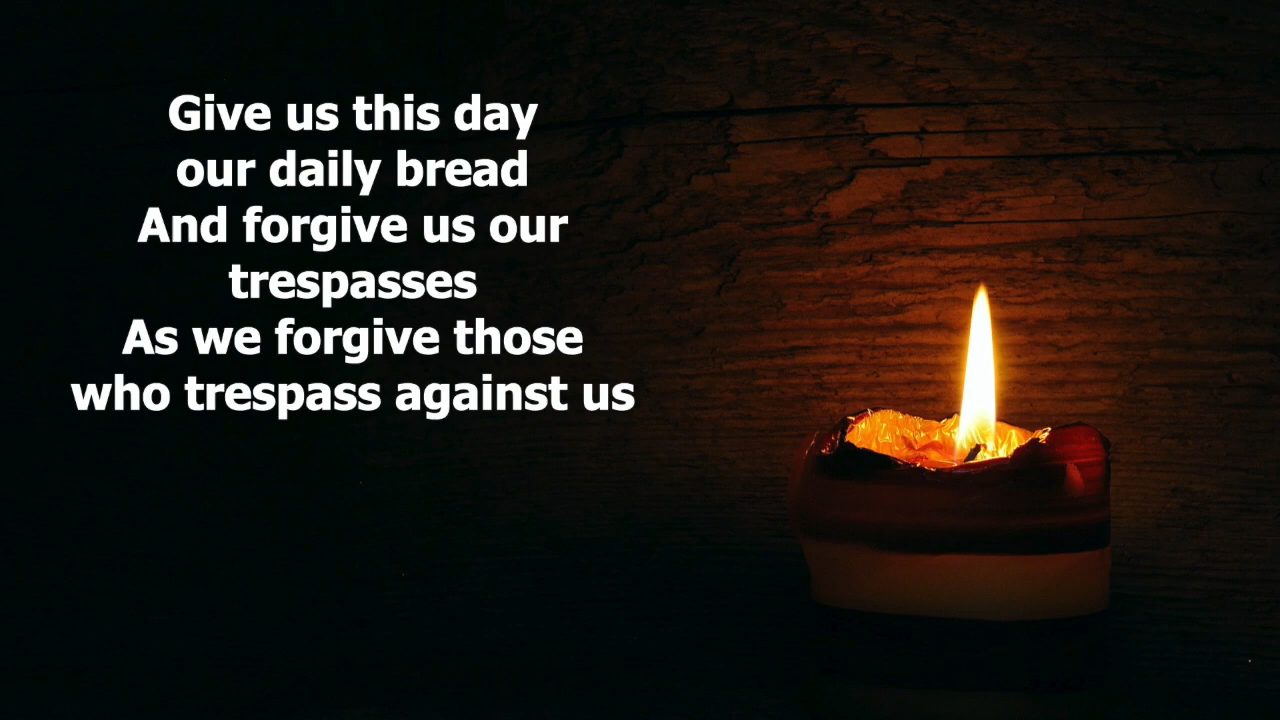 Give us this day
our daily bread
And forgive us our
trespasses
As we forgive those
who trespass against us